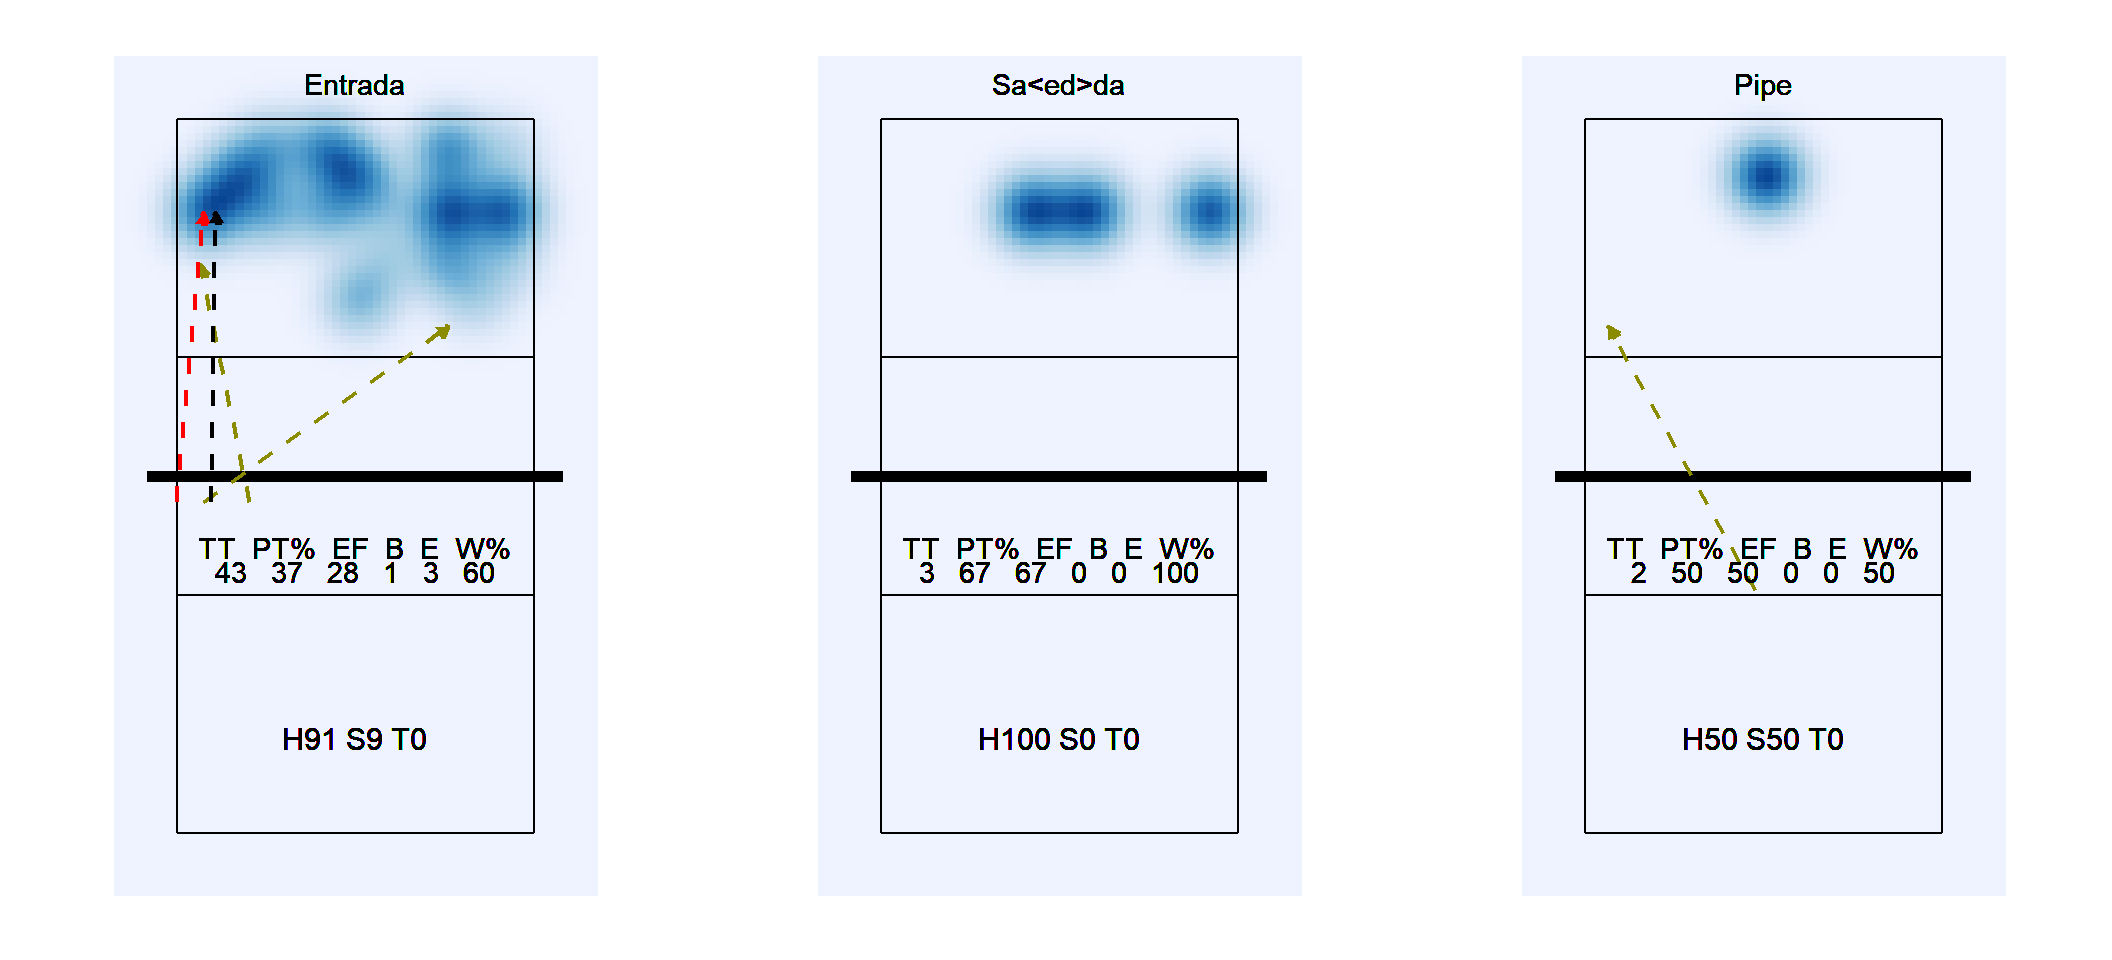 Entrada
TT PT% EF B E W%
43 37 28 1 3 60
H91 S9 T0
Sa<ed>da
TT PT% EF B E W%
3 67 67 0 0 100
H100 S0 T0
Pipe
TT PT% EF B E W%
2 50 50 0 0 50
H50 S50 T0